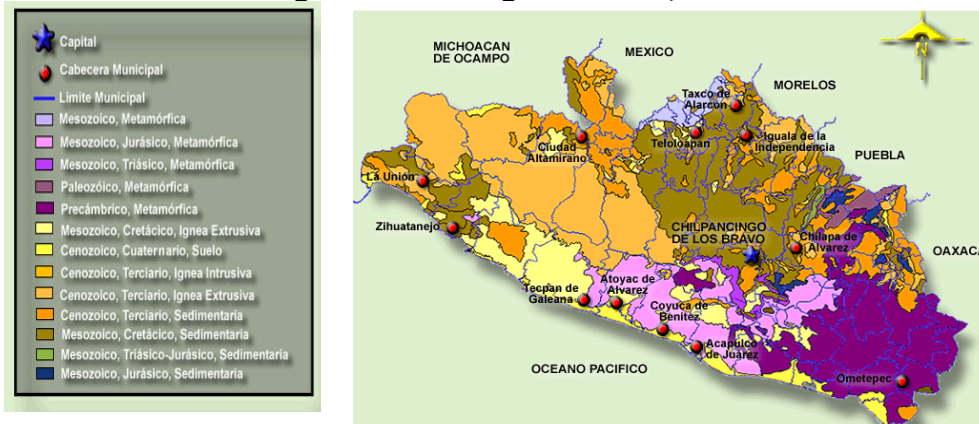 Capital
Cabecera Municipal
Límite Municipal
Mesozoico, Metamórfica
Mesozoico, Jurásico, Metamórfica
Mesozoico, Triásico, Metamórfica
Paleozóico, Metamórfica
Precámbrico, Metamórfica
Mesozoico, Cretácico, Ignea Extrusiva
Cenozoico, Cuaternario, Suelo
Cenozoico, Terciario, Ignea Intrusiva
Cenozoico, Terciario, Ignea Extrusiva
Cenozoico, Terciario, Sedimentaria
Mesozoico, Cretácico, Sedimentaria
Mesozoico, Triásico-Jurásico, Sedimentaria
Mesozoico, Jurásico, Sedimentaria
MICHOACAN
DE OCAMPO
MEXICO
N
MORELOS
Taxco de
Alarcón
Teloloapan
Iguala de la
Independencia
Ciudad
Altamirano
PUEBLA
La Unión
Zihuatanejo
CHILPANCINGO
DE LOS BRAVO
Chilapa de
Alvarez
OAXACA
Tecpan de
Galeana
Atoyac de
Alvarez
Coyuca de
Benítez
Acapulco
de Juárez
OCEANO PACIFICO
Ometepec